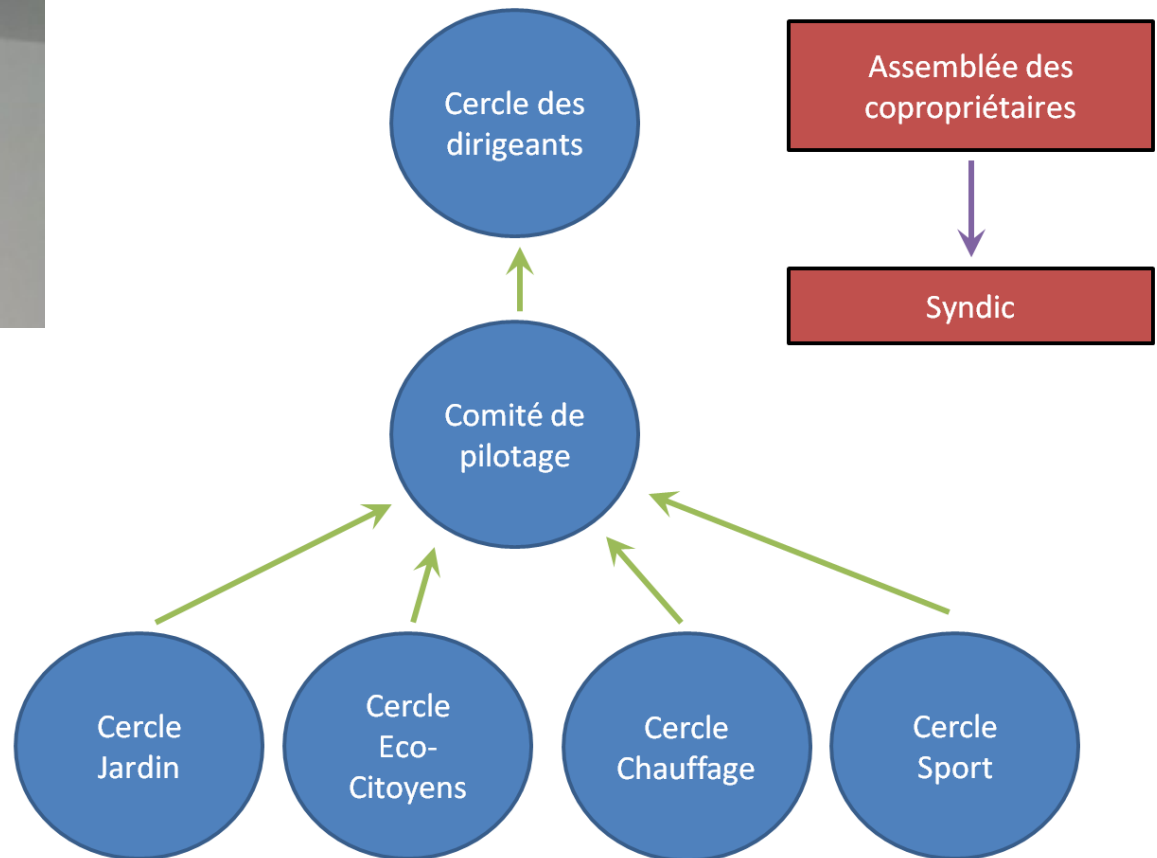 Cercle des
dirigeants
Assemblée des
copropriétaires
Syndic
Comité de
pilotage
Cercle
Jardin
Cercle
Eco-
Citoyens
Cercle
Chauffage
Cercle
Sport